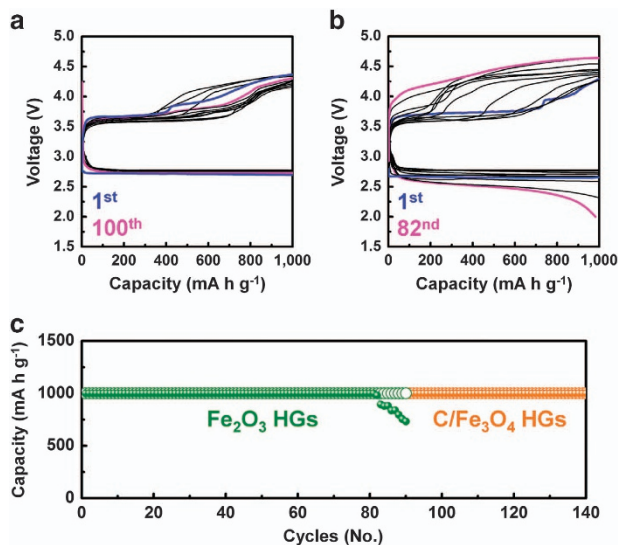 a
5.0
4.5
4.0
3.5
3.0
2.5
2.0
1.5
Voltage (V)
1st
100th
0 200 400 600 800 1,000
Capacity (mA h g-1)
b
5.0
4.5
4.0
3.5
3.0
2.5
2.0
1.5
Voltage (V)
1st
82nd
0 200 400 600 800 1,000
Capacity (mA h g-1)
c
1500
1000
750
500
250
0
Capacity (mA h g-1)
Fe2O3 HGs
C/Fe3O4 HGs
0 20 40 60 80 100 120 140
Cycles (No.)